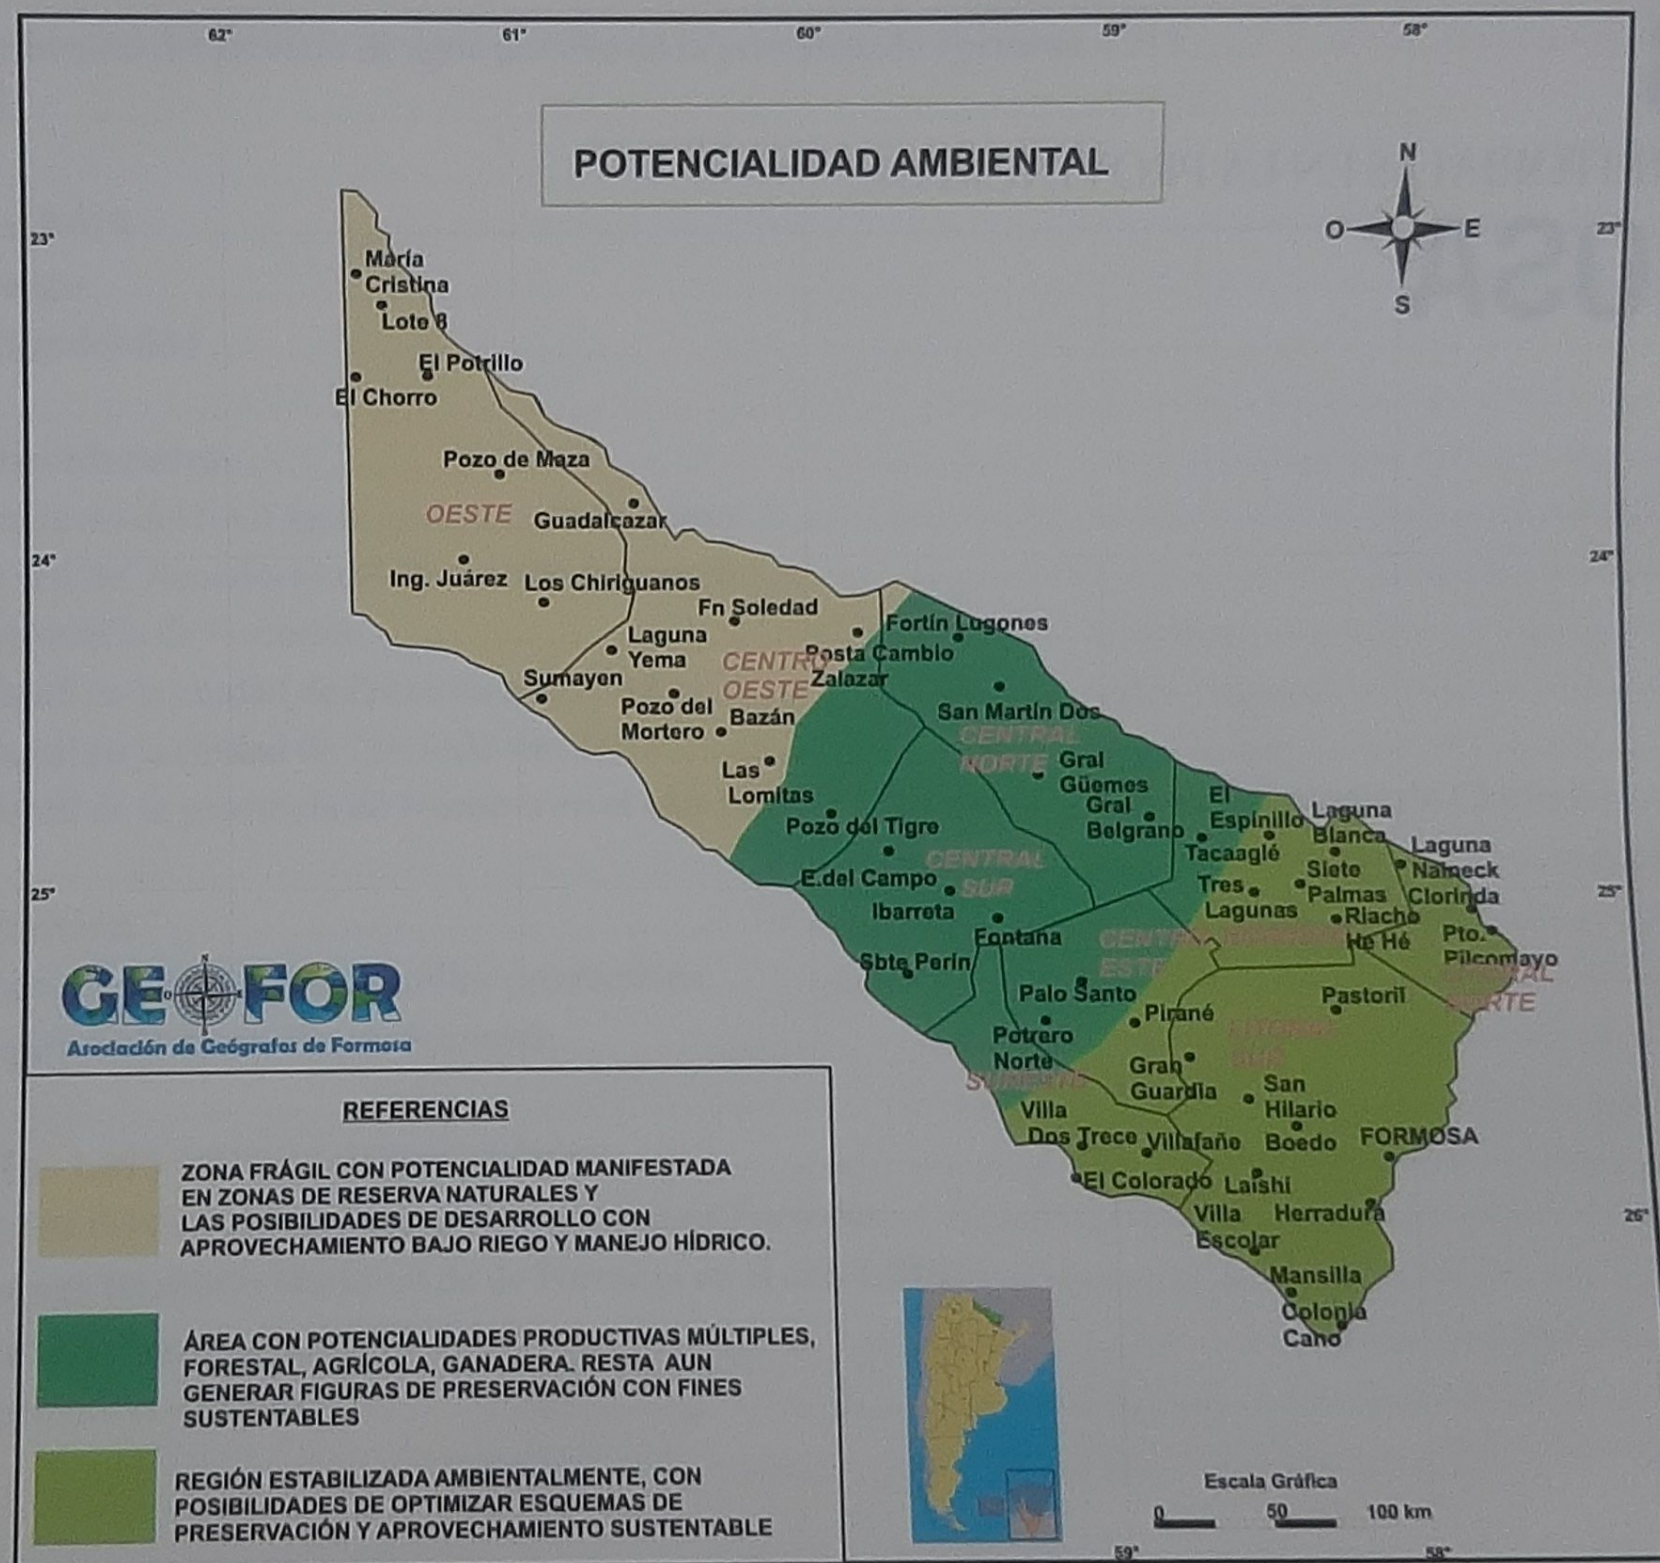 62° 61° 60° 59° 58°
POTENCIALIDAD AMBIENTAL
N
O E
S
23° 23°
24° 24°
25° 25°
26°
María
Cristina
Lote 8
El Potrillo
El Chorro
Pozo de Maza
OESTE
Guadalcazar
Ing. Juárez
Los Chiriguanos
Fn Soledad
Laguna
Yema
Sumayen
CENTRO
OESTE
Posta Cambio
Zalazar
Pozo del
Mortero
Bazán
Las
Lomitas
Fortín Lugones
San Martín Dos
CENTRAL
NORTE
Gral
Güemes
Gral
Belgrano
Pozo del Tigre
CENTRAL
SUR
E.del Campo
Ibarreta
Fontana
Sbte Perin
El
Espinillo
Tacaaglé
Laguna
Blanca
Laguna
Naineck
Siete
Palmas
Clorinda
Tres
Lagunas
Riacho
He Hé
Pto.
Pilcomayo
ESTE
Palo Santo
Pirané
Pastoril
Potrero
Norte
Gran
Guardia
San
Hilario
Villa
Dos Trece
Villafañe
Boedo
FORMOSA
El Colorado
Laishi
Villa
Escolar
Herradura
Mansilla
Colonia
Cano
GEOFOR
N
O E
Asociación de Geógrafos de Formosa
REFERENCIAS
ZONA FRÁGIL CON POTENCIALIDAD MANIFESTADA
EN ZONAS DE RESERVA NATURALES Y
LAS POSIBILIDADES DE DESARROLLO CON
APROVECHAMIENTO BAJO RIEGO Y MANEJO HÍDRICO.
ÁREA CON POTENCIALIDADES PRODUCTIVAS MÚLTIPLES,
FORESTAL, AGRÍCOLA, GANADERA. RESTA AUN
GENERAR FIGURAS DE PRESERVACIÓN CON FINES
SUSTENTABLES
REGIÓN ESTABILIZADA AMBIENTALMENTE, CON
POSIBILIDADES DE OPTIMIZAR ESQUEMAS DE
PRESERVACIÓN Y APROVECHAMIENTO SUSTENTABLE
Escala Gráfica
0 50 100 km
59° 58°